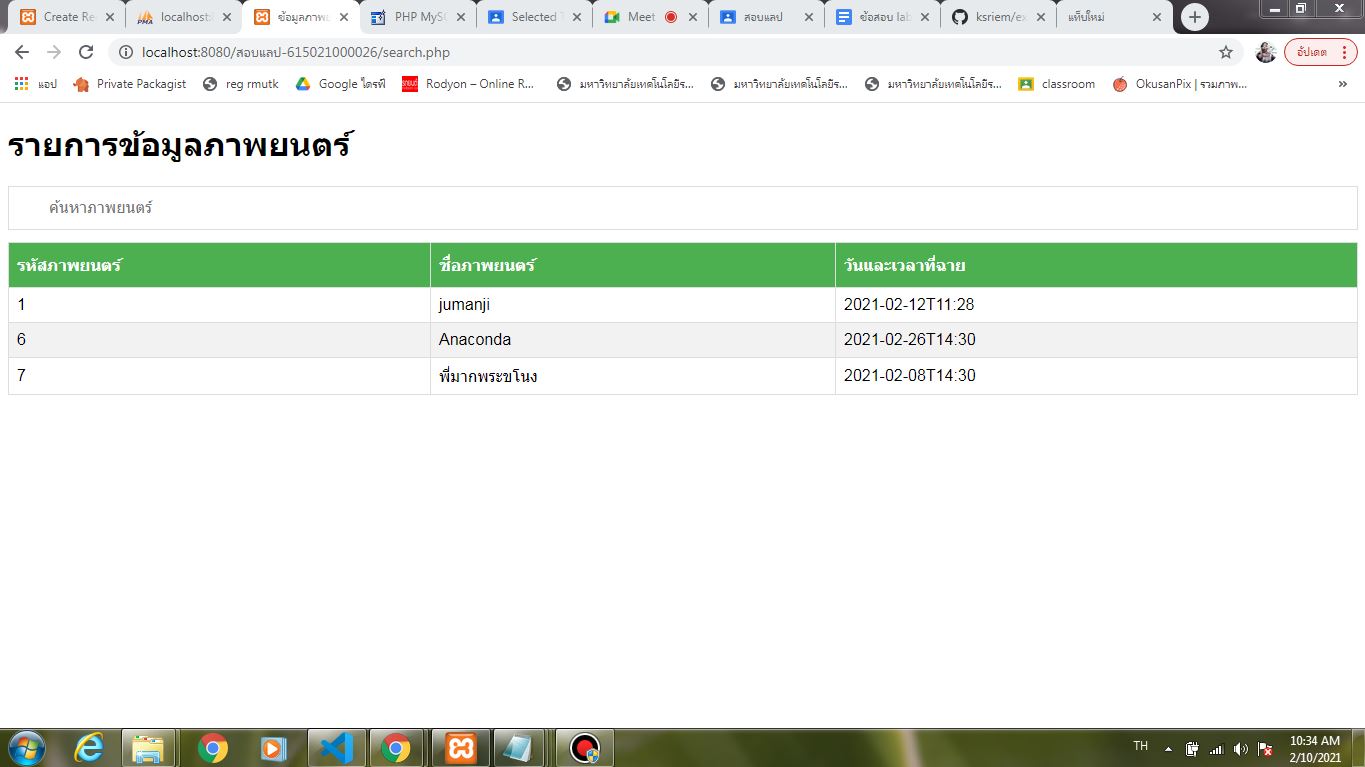 Create Re
localhost:
ข้อมูลภาพย
PHP MySC
Selected T
Meet
สอบแลป
ข้อสอบ lab
ksriem/ex
แท็บใหม่
localhost:8080/สอบแลป-615021000026/search.php
อัปเดต
แอป
Private Packagist
reg rmutk
Google ไดรฟ์
Rodyon – Online R...
มหาวิทยาลัยเทคโนโลยีร...
มหาวิทยาลัยเทคโนโลยีร...
มหาวิทยาลัยเทคโนโลยีร...
classroom
OkusanPix | รวมภาพ...
»
รายการข้อมูลภาพยนตร์
ค้นหาภาพยนตร์
รหัสภาพยนตร์ ชื่อภาพยนตร์ วันและเวลาที่ฉาย
1 jumanji 2021-02-12T11:28
6 Anaconda 2021-02-26T14:30
7 พี่มากพระขโนง 2021-02-08T14:30
TH
10:34 AM
2/10/2021